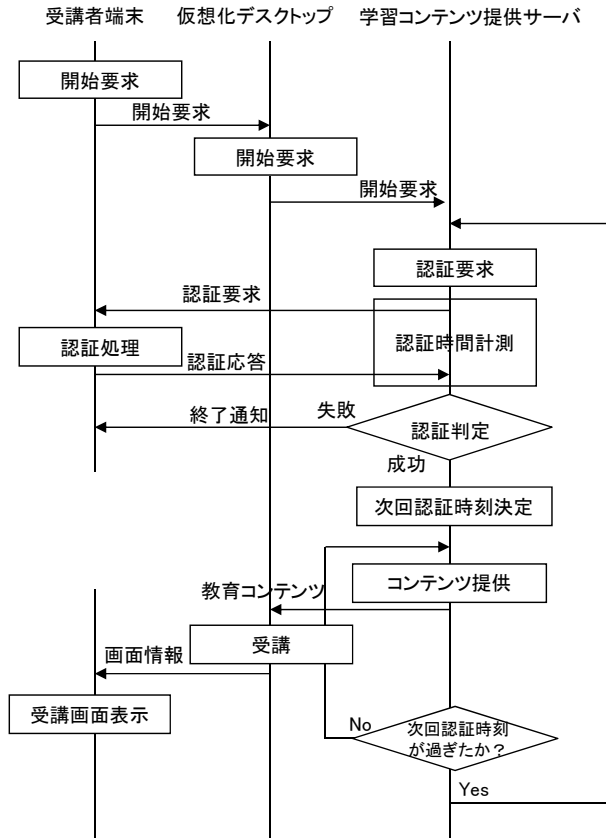 受講者端末
仮想化デスクトップ
学習コンテンツ提供サーバ
開始要求
開始要求
開始要求
開始要求
認証要求
認証要求
認証時間計測
認証処理
認証応答
終了通知
失敗
認証判定
成功
次回認証時刻決定
コンテンツ提供
教育コンテンツ
受講
画面情報
受講画面表示
No
次回認証時刻
が過ぎたか?
Yes